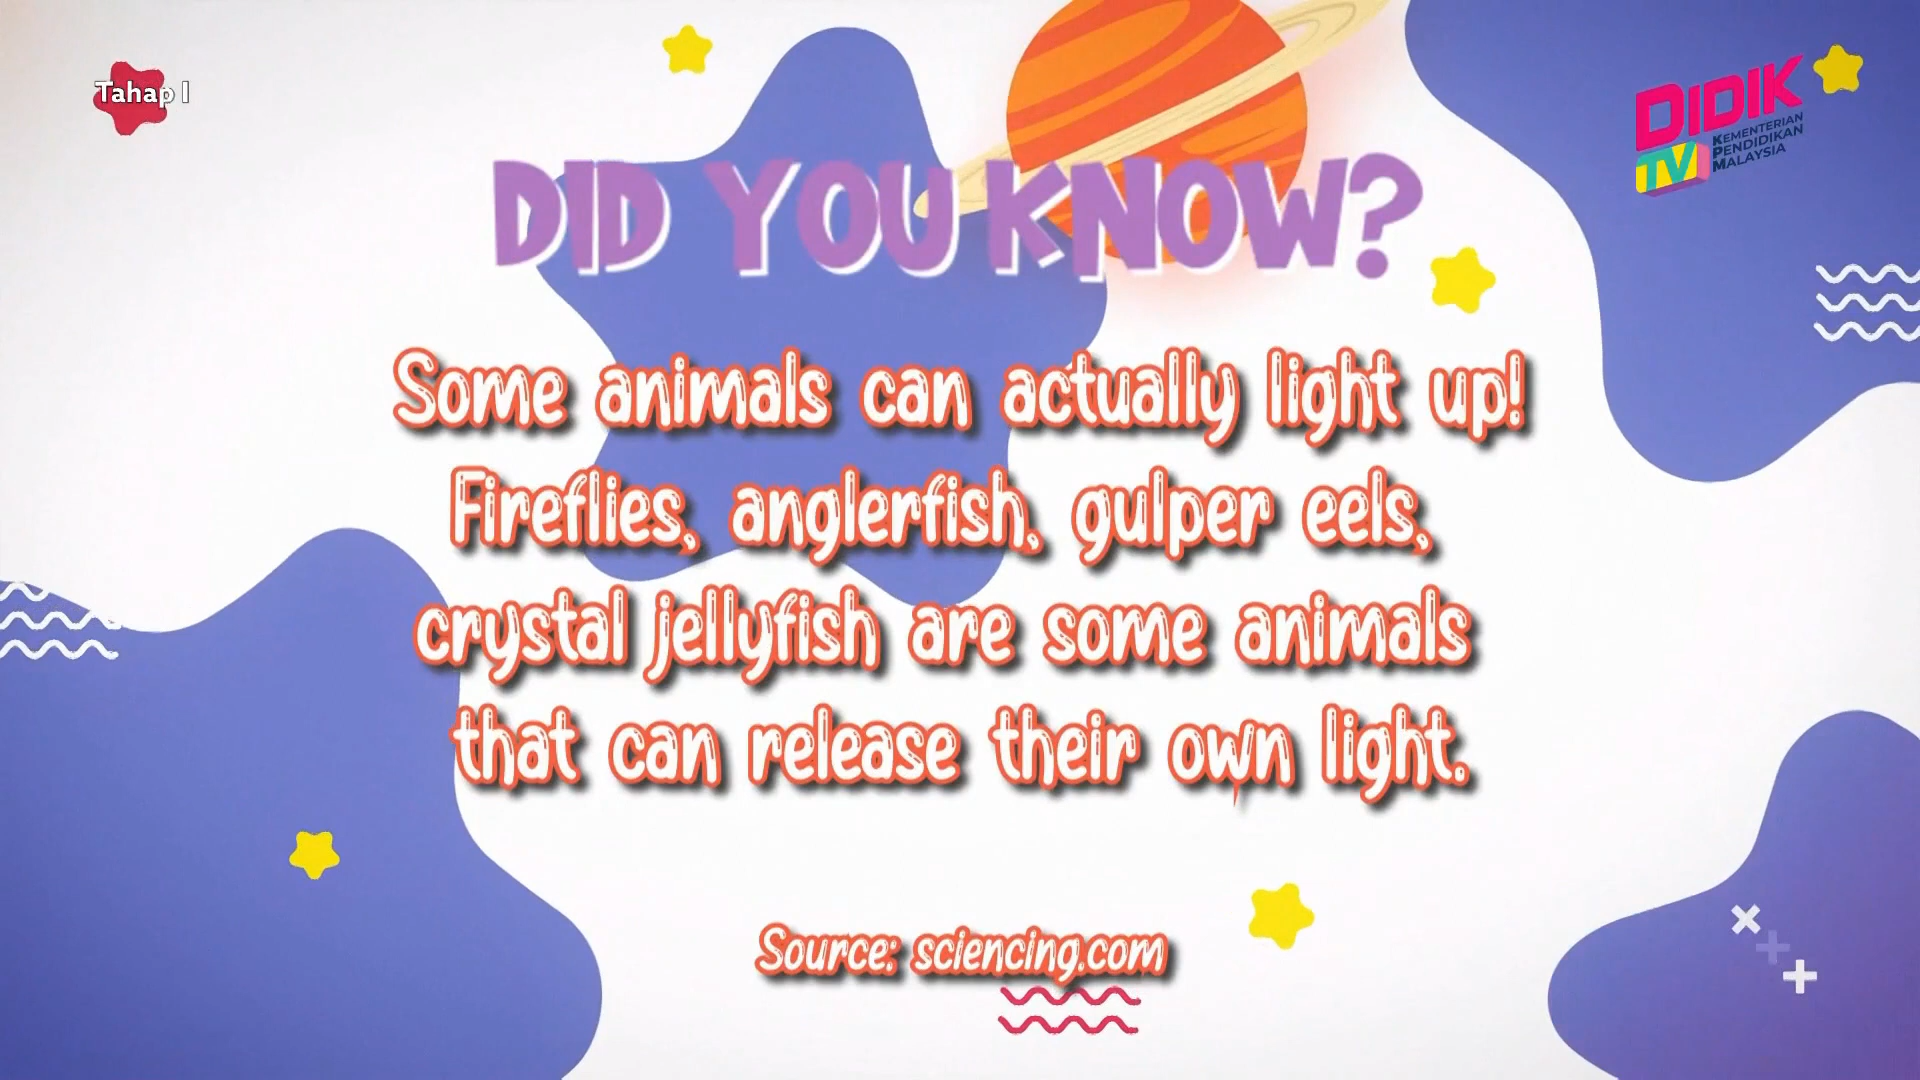 Tahap 1
DIDIK
TV
KEMENTERIAN
PENDIDIKAN
MALAYSIA
DID YOU KNOW?
Some animals can actually light up!
Fireflies, anglerfish, gulper eels,
crystal jellyfish are some animals
that can release their own light.
Source: sciencing.com